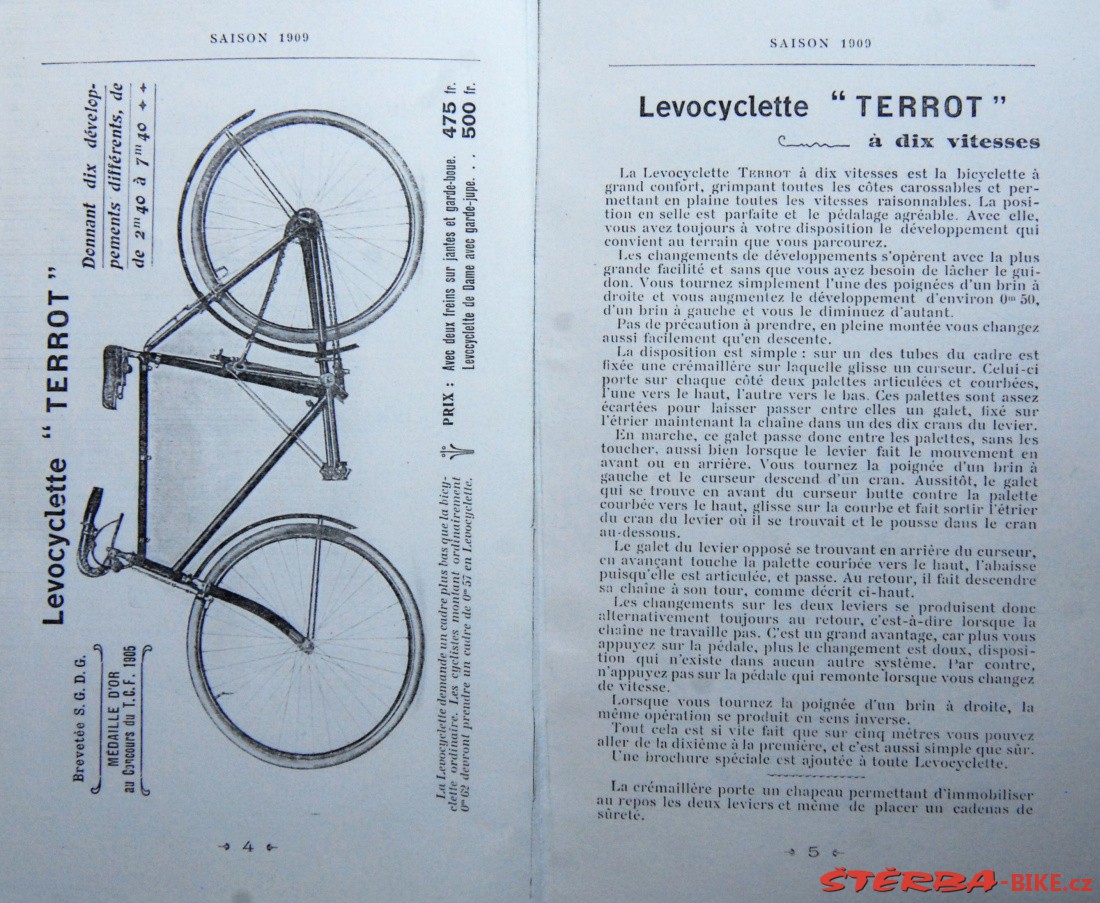 SAISON 1909
Levocyclette “ TERROT ”
Brevetée S. G. D. G.
MÉDAILLE D'OR
au Concours du T. C. F. 1905
Donnant dix dévelop-
pements différents, de
de 2m40 à 7m40
La Levocyclette demande un cadre plus bas que la bicy-
clette ordinaire. Les cyclistes montant ordinairement
0m62 devront prendre un cadre de 0m57 en Levocyclette.
PRIX : Avec deux freins sur jantes et garde-boue. 475 fr.
Levocyclette de Dame avec garde-jupe. . . 500 fr.
4
SAISON 1909
Levocyclette “ TERROT ”
à dix vitesses
La Levocyclette TERROT à dix vitesses est la bicyclette à
grand confort, grimpant toutes les côtes carossables et per-
mettant en plaine toutes les vitesses raisonnables. La posi-
tion en selle est parfaite et le pédalage agréable. Avec elle,
vous avez toujours à votre disposition le développement qui
convient au terrain que vous parcourez.
Les changements de développements s'opèrent avec la plus
grande facilité et sans que vous ayez besoin de lâcher le gui-
don. Vous tournez simplement l'une des poignées d'un brin à
droite et vous augmentez le développement d'environ 0m 50,
d'un brin à gauche et vous le diminuez d'autant.
Pas de précaution à prendre, en pleine montée vous changez
aussi facilement qu'en descente.
La disposition est simple : sur un des tubes du cadre est
fixée une crémaillère sur laquelle glisse un curseur. Celui-ci
porte sur chaque côté deux palettes articulées et courbées,
l'une vers le haut, l'autre vers le bas. Ces palettes sont assez
écartées pour laisser passer entre elles un galet, fixé sur
l'étrier maintenant la chaîne dans un des dix crans du levier.
En marche, ce galet passe donc entre les palettes, sans les
toucher, aussi bien lorsque le levier fait le mouvement en
avant ou en arrière. Vous tournez la poignée d'un brin à
gauche et le curseur descend d'un cran. Aussitôt, le galet
qui se trouve en avant du curseur butte contre la palette
courbée vers le haut, glisse sur la courbe et fait sortir l'étrier
du cran du levier où il se trouvait et le pousse dans le cran
au-dessous.
Le galet du levier opposé se trouvant en arrière du curseur,
en avançant touche la palette courbée vers le haut, l'abaisse
puisqu'elle est articulée, et passe. Au retour, il fait descendre
sa chaîne à son tour, comme décrit ci-haut.
Les changements sur les deux leviers se produisent donc
alternativement toujours au retour, c'est-à-dire lorsque la
chaîne ne travaille pas. C'est un grand avantage, car plus vous
appuyez sur la pédale, plus le changement est doux, disposi-
tion qui n'existe dans aucun autre système. Par contre,
n'appuyez pas sur la pédale qui remonte lorsque vous changez
de vitesse.
Lorsque vous tournez la poignée d'un brin à droite, la
même opération se produit en sens inverse.
Tout cela est si vite fait que sur cinq mètres vous pouvez
aller de la dixième à la première, et c'est aussi simple que sûr.
Une brochure spéciale est ajoutée à toute Levocyclette.
La crémaillère porte un chapeau permettant d'immobiliser
au repos les deux leviers et même de placer un cadenas de
sûreté.
5
ŠTĚRBA-BIKE.cz